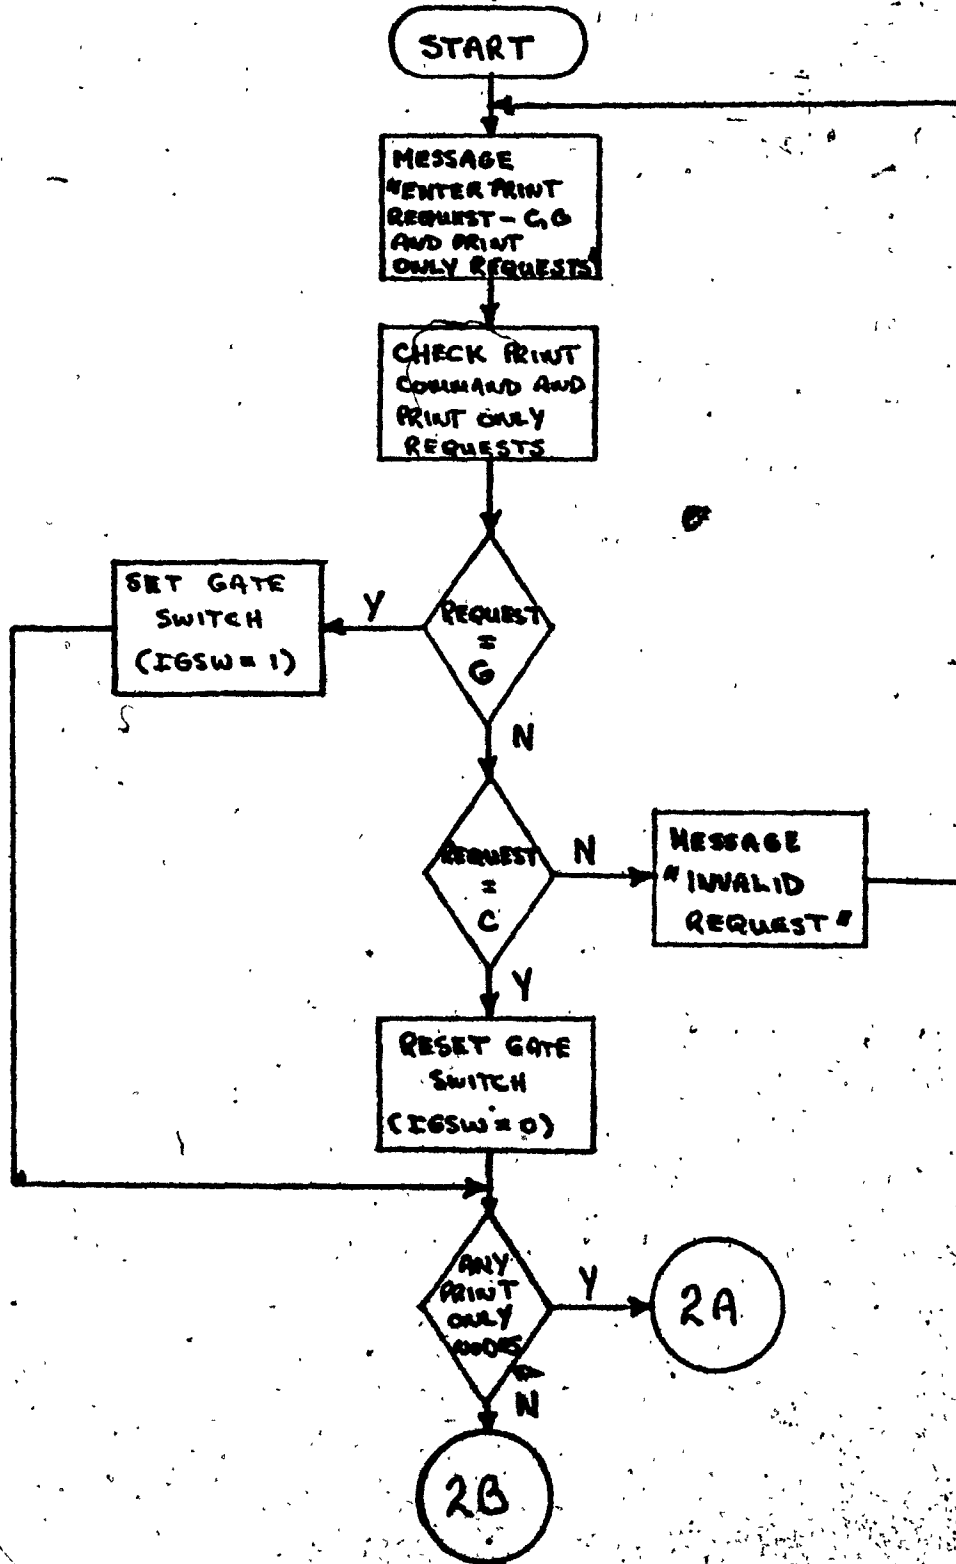 START
MESSAGE
"ENTER PRINT
REQUEST - C, G
AND PRINT
ONLY REQUESTS"
CHECK PRINT
COMMAND AND
PRINT ONLY
REQUESTS
REQUEST
=
G
Y
SET GATE
SWITCH
(IGSW = 1)
N
REQUEST
=
C
N
MESSAGE
"INVALID
REQUEST"
Y
RESET GATE
SWITCH
(IGSW = 0)
ANY
PRINT
ONLY
NODES
Y
2A
N
2B